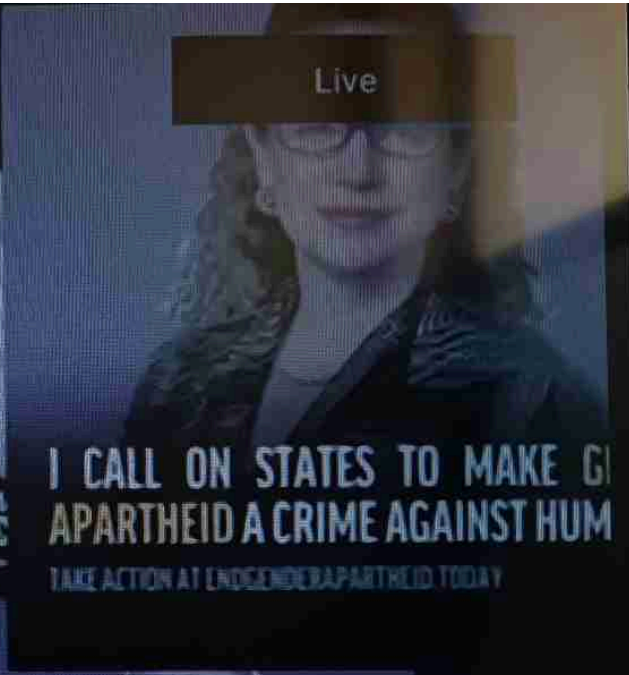 Live
I CALL ON STATES TO MAKE
APARTHEID A CRIME AGAINST HUM
TAKE ACTION AT ENDGENDERAPARTHEID.TODAY